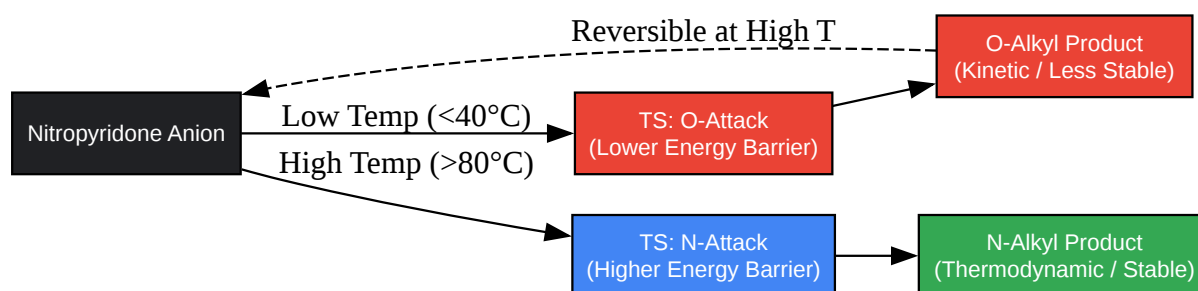 Reversible at High T
O-Alkyl Product
(Kinetic / Less Stable)
Nitropyridone Anion
Low Temp (<40°C)
TS: O-Attack
(Lower Energy Barrier)
High Temp (>80°C)
TS: N-Attack
(Higher Energy Barrier)
N-Alkyl Product
(Thermodynamic / Stable)